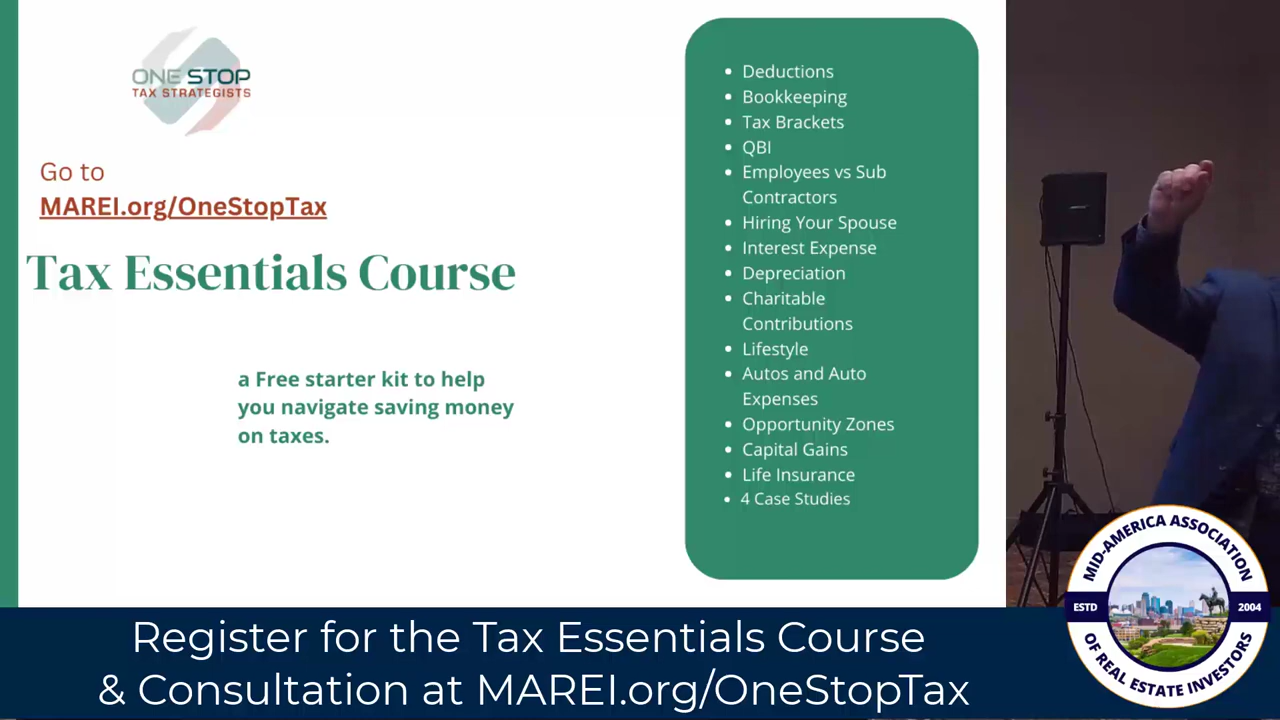 ONE STOP
TAX STRATEGISTS
Go to
MAREI.org/OneStopTax
Tax Essentials Course
a Free starter kit to help
you navigate saving money
on taxes.
• Deductions
• Bookkeeping
• Tax Brackets
• QBI
• Employees vs Sub
Contractors
• Hiring Your Spouse
• Interest Expense
• Depreciation
• Charitable
Contributions
• Lifestyle
• Autos and Auto
Expenses
• Opportunity Zones
• Capital Gains
• Life Insurance
• 4 Case Studies
Register for the Tax Essentials Course
& Consultation at MAREI.org/OneStopTax
MID-AMERICA ASSOCIATION
ESTD 2004
OF REAL ESTATE INVESTORS